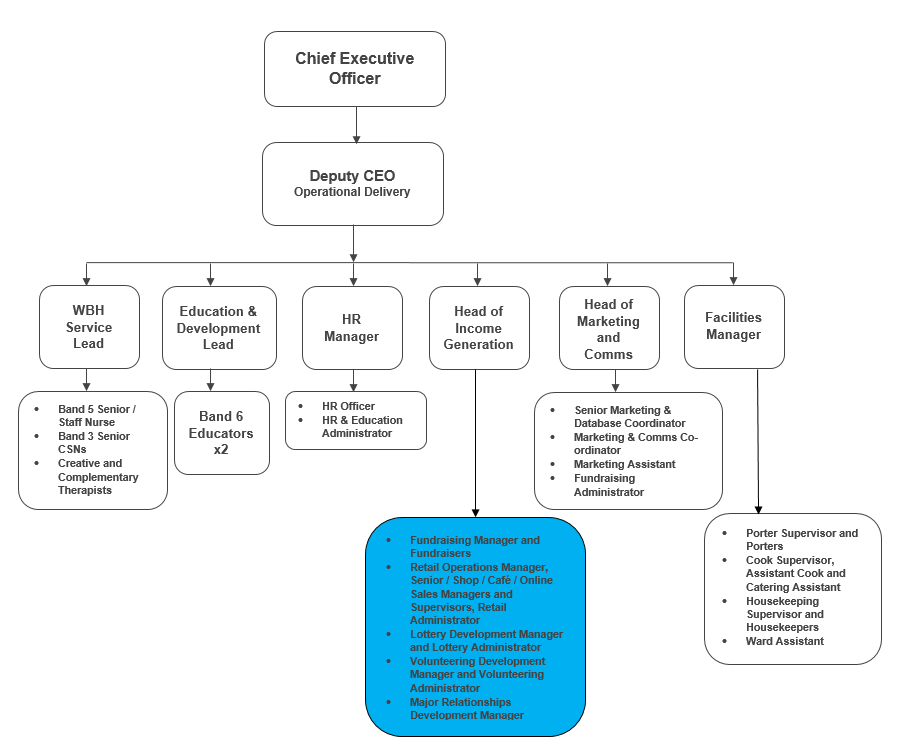 Chief Executive
Officer
Deputy CEO
Operational Delivery
WBH
Service
Lead
Education &
Development
Lead
HR
Manager
Head of
Income
Generation
Head of
Marketing
and
Comms
Facilities
Manager
Band 5 Senior /
Staff Nurse
Band 3 Senior
CSNs
Creative and
Complementary
Therapists
Band 6
Educators
x2
HR Officer
HR & Education
Administrator
Senior Marketing &
Database Coordinator
Marketing & Comms Co-
ordinator
Marketing Assistant
Fundraising
Administrator
Fundraising Manager and
Fundraisers
Retail Operations Manager,
Senior / Shop / Café / Online
Sales Managers and
Supervisors, Retail
Administrator
Lottery Development Manager
and Lottery Administrator
Volunteering Development
Manager and Volunteering
Administrator
Major Relationships
Development Manager
Porter Supervisor and
Porters
Cook Supervisor,
Assistant Cook and
Catering Assistant
Housekeeping
Supervisor and
Housekeepers
Ward Assistant